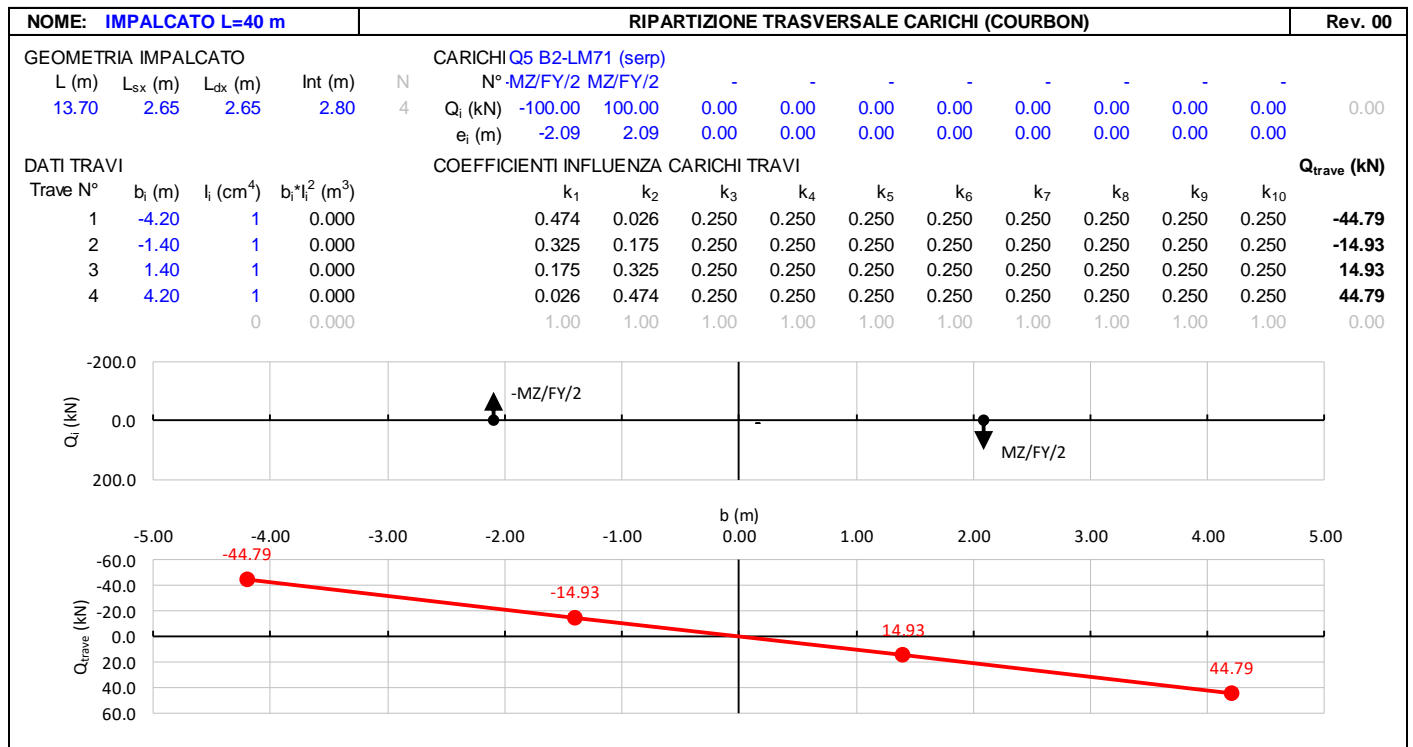 NOME: IMPALCATO L=40 m RIPARTIZIONE TRASVERSALE CARICHI (COURBON) Rev. 00
GEOMETRIA IMPALCATO CARICHI Q5 B2-LM71 (serp)
L (m) Lsx (m) Ldx (m) Int (m) N N° -MZ/FY/2 MZ/FY/2 - - - - - - - -
13.70 2.65 2.65 2.80 4 Qi (kN) -100.00 100.00 0.00 0.00 0.00 0.00 0.00 0.00 0.00 0.00 0.00
ei (m) -2.09 2.09 0.00 0.00 0.00 0.00 0.00 0.00 0.00 0.00
DATI TRAVI COEFFICIENTI INFLUENZA CARICHI TRAVI Qtrave (kN)
Trave N° bi (m) Ii (cm4) bi*Ii2 (m3) k1 k2 k3 k4 k5 k6 k7 k8 k9 k10
1 -4.20 1 0.000 0.474 0.026 0.250 0.250 0.250 0.250 0.250 0.250 0.250 0.250 -44.79
2 -1.40 1 0.000 0.325 0.175 0.250 0.250 0.250 0.250 0.250 0.250 0.250 0.250 -14.93
3 1.40 1 0.000 0.175 0.325 0.250 0.250 0.250 0.250 0.250 0.250 0.250 0.250 14.93
4 4.20 1 0.000 0.026 0.474 0.250 0.250 0.250 0.250 0.250 0.250 0.250 0.250 44.79
0 0.000 1.00 1.00 1.00 1.00 1.00 1.00 1.00 1.00 1.00 1.00 0.00
-200.0
0.0
200.0
Qi (kN)
-MZ/FY/2
-
MZ/FY/2
-5.00 -4.00 -3.00 -2.00 -1.00 0.00 1.00 2.00 3.00 4.00 5.00
b (m)
-60.0
-40.0
-20.0
0.0
20.0
40.0
60.0
Qtrave (kN)
-44.79
-14.93
14.93
44.79